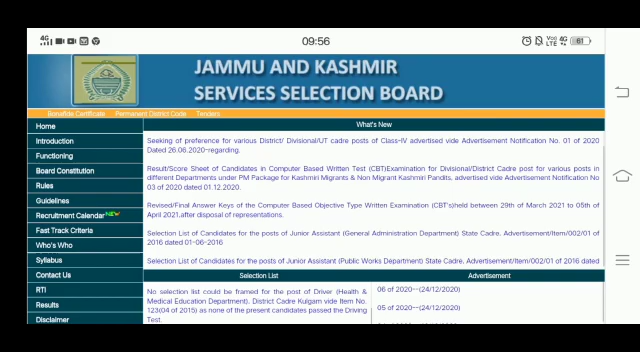 4G
09:56
Voo LTE 4G 61
JAMMU AND KASHMIR
SERVICES SELECTION BOARD
Bonafide Certificate Permanent District Code Tenders
Home
Introduction
Functioning
Board Constitution
Rules
Guidelines
Recruitment Calendar NEW
Fast Track Criteria
Who's Who
Syllabus
Contact Us
RTI
Results
Disclaimer
What's New
Seeking of preference for various District/ Divisional/UT cadre posts of Class-IV advertised vide Advertisement Notification No. 01 of 2020
Dated 26.06.2020--regarding.
Result/Score Sheet of Candidates in Computer Based Written Test (CBT)Examination for Divisional/District Cadre post for various posts in
different Departments under PM Package for Kashmiri Migrants & Non Migrant Kashmiri Pandits, advertised vide Advertisement Notification No
03 of 2020 dated 01.12.2020.
Revised/Final Answer Keys of the Computer Based Objective Type Written Examination (CBT's)held between 29th of March 2021 to 05th of
April 2021,after disposal of representations.
Selection List of Candidates for the posts of Junior Assistant (General Administration Department) State Cadre, Advertisement/Item/002/01 of
2016 dated 01-06-2016
Selection List of Candidates for the posts of Junior Assistant (Public Works Department) State Cadre, Advertisement/Item/002/01 of 2016 dated
Selection List
No selection list could be framed for the post of Driver (Health &
Medical Education Department). District Cadre Kulgam vide Item No.
123(04 of 2015) as none of the present candidates passed the Driving
Test.
Advertisement
06 of 2020--(24/12/2020)
05 of 2020--(24/12/2020)